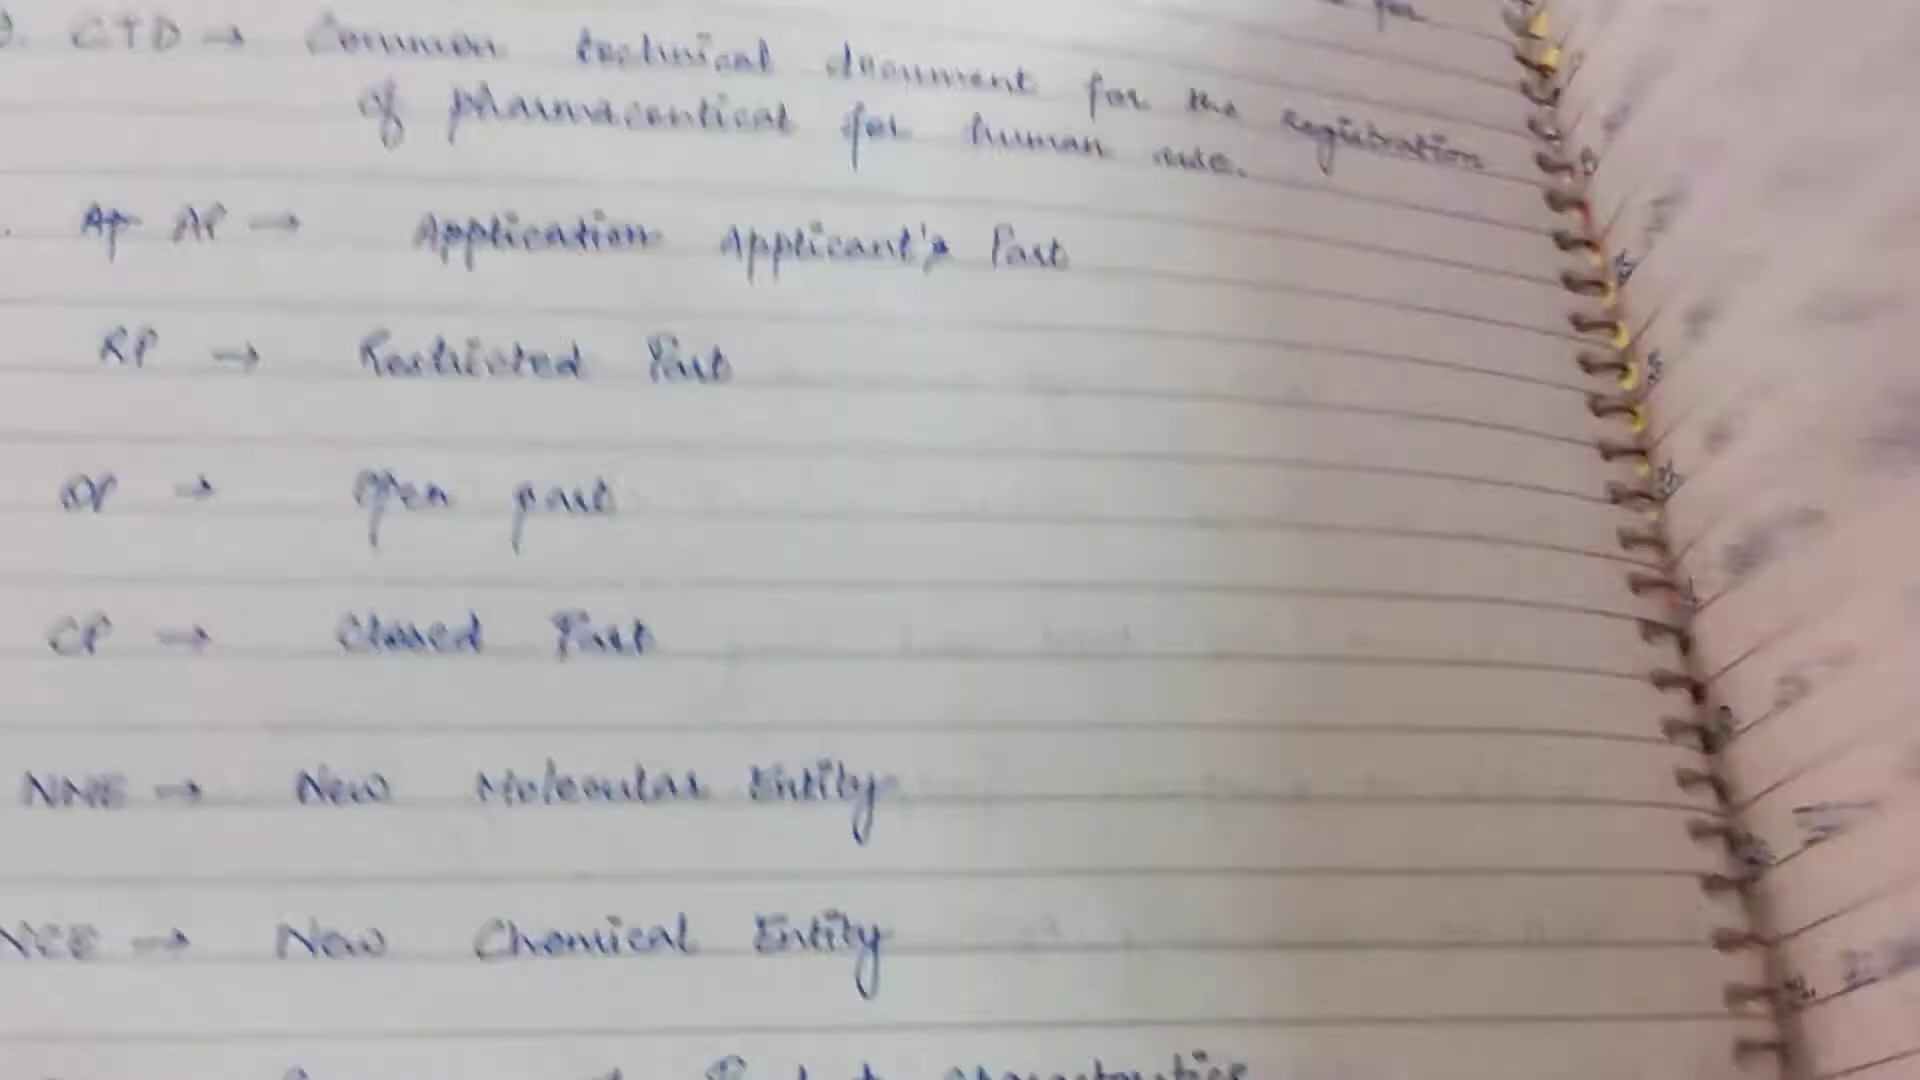 for
CTD → Common technical document for the registration
of pharmaceutical for human use.
Ap AP → Application Applicant's Part
RP → Restricted Part
OP → Open part
CP → Closed Part
NME → New Molecular Entity
NCE → New Chemical Entity